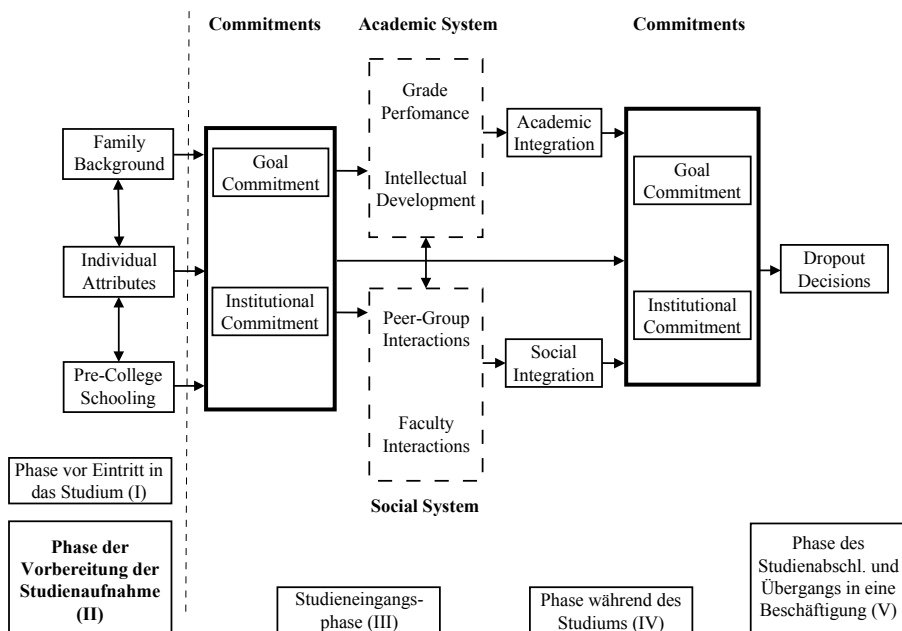 Commitments
Academic System
Commitments
Grade
Perfomance
Intellectual
Development
Family
Background
Individual
Attributes
Pre-College
Schooling
Goal
Commitment
Institutional
Commitment
Academic
Integration
Peer-Group
Interactions
Faculty
Interactions
Social System
Social
Integration
Goal
Commitment
Institutional
Commitment
Dropout
Decisions
Phase vor Eintritt in
das Studium (I)
Phase der
Vorbereitung der
Studienaufnahme
(II)
Studieneingangs-
phase (III)
Phase während des
Studiums (IV)
Phase des
Studienabschl. und
Übergangs in eine
Beschäftigung (V)